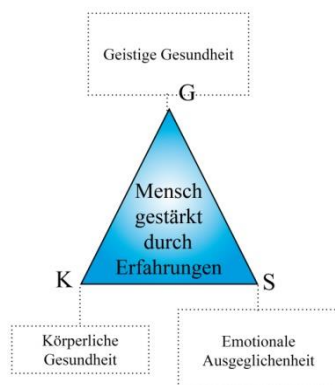 Geistige Gesundheit
G
Mensch
gestärkt
durch
Erfahrungen
K
S
Körperliche
Gesundheit
Emotionale
Ausgeglichenheit